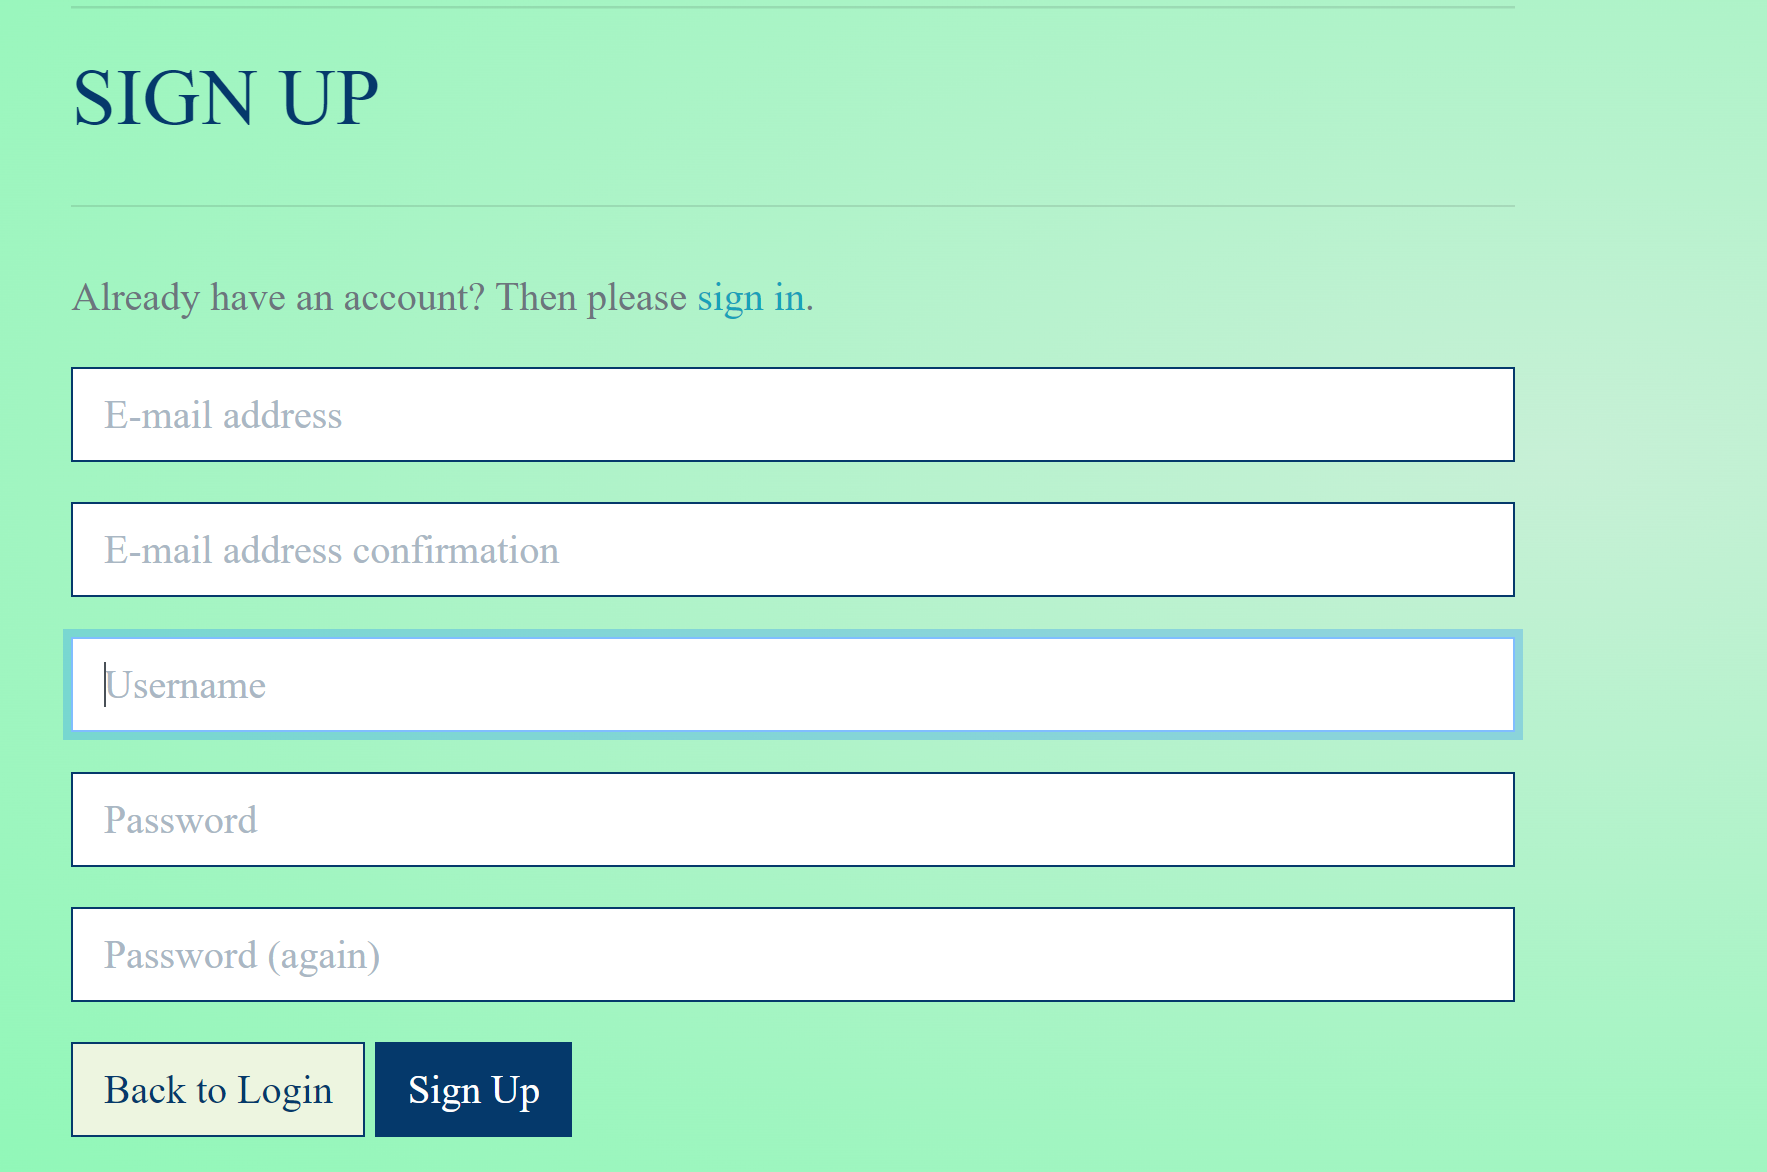 SIGN UP
Already have an account? Then please sign in.
E-mail address
E-mail address confirmation
Username
Password
Password (again)
Back to Login
Sign Up